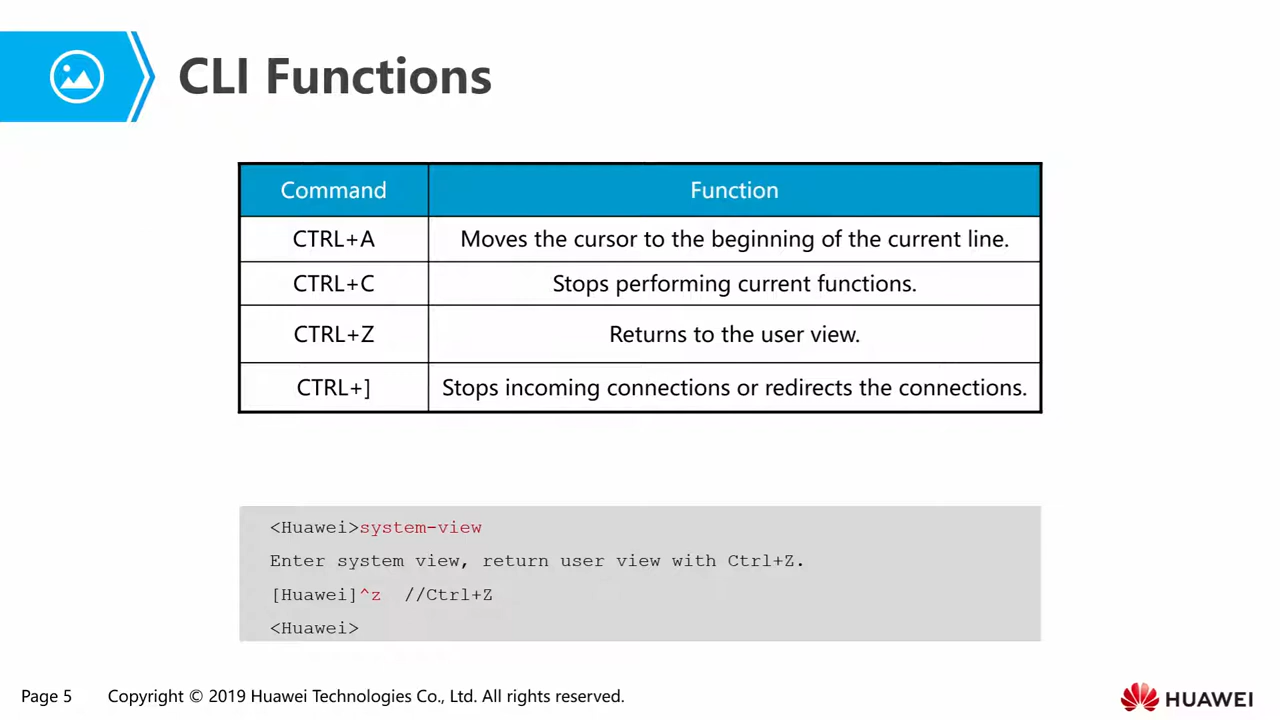 CLI Functions
Command Function
CTRL+A Moves the cursor to the beginning of the current line.
CTRL+C Stops performing current functions.
CTRL+Z Returns to the user view.
CTRL+] Stops incoming connections or redirects the connections.
<Huawei>system-view
Enter system view, return user view with Ctrl+Z.
[Huawei]^z //Ctrl+Z
<Huawei>
Page 5 Copyright © 2019 Huawei Technologies Co., Ltd. All rights reserved.
HUAWEI